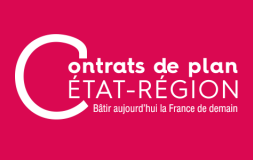 Contrats de plan
ÉTAT-RÉGION
Bâtir aujourd'hui la France de demain